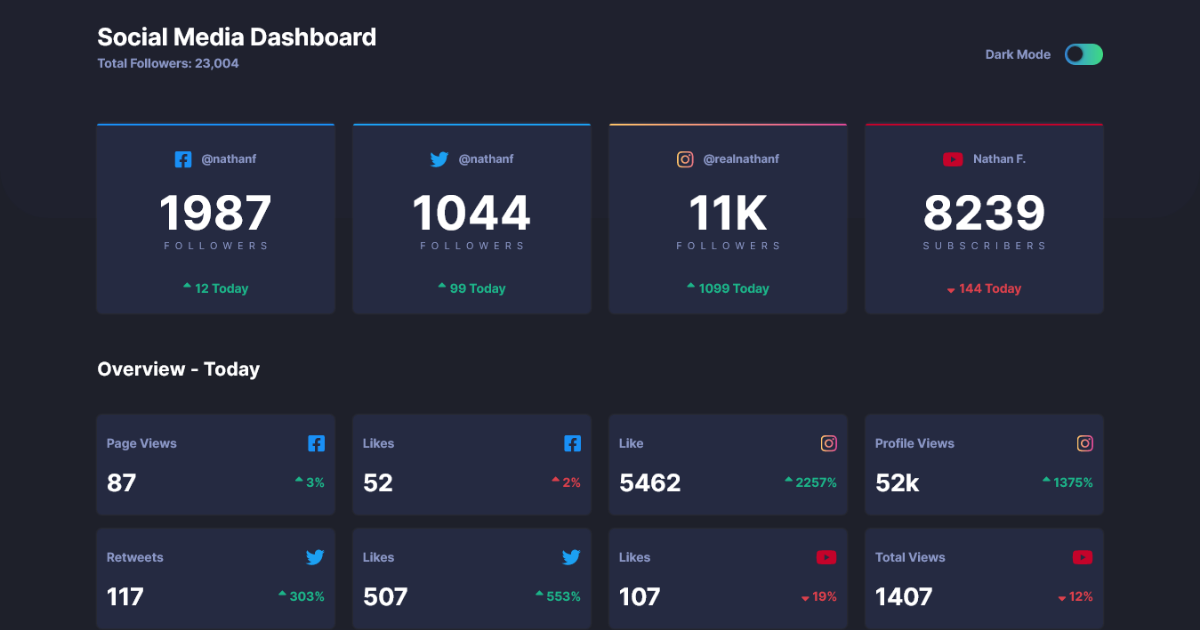 Social Media Dashboard
Total Followers: 23,004
Dark Mode
@nathanf
1987
FOLLOWERS
12 Today
@nathanf
1044
FOLLOWERS
99 Today
@realnathanf
11K
FOLLOWERS
1099 Today
Nathan F.
8239
SUBSCRIBERS
144 Today
Overview - Today
Page Views
87
3%
Likes
52
2%
Like
5462
2257%
Profile Views
52k
1375%
Retweets
117
303%
Likes
507
553%
Likes
107
19%
Total Views
1407
12%